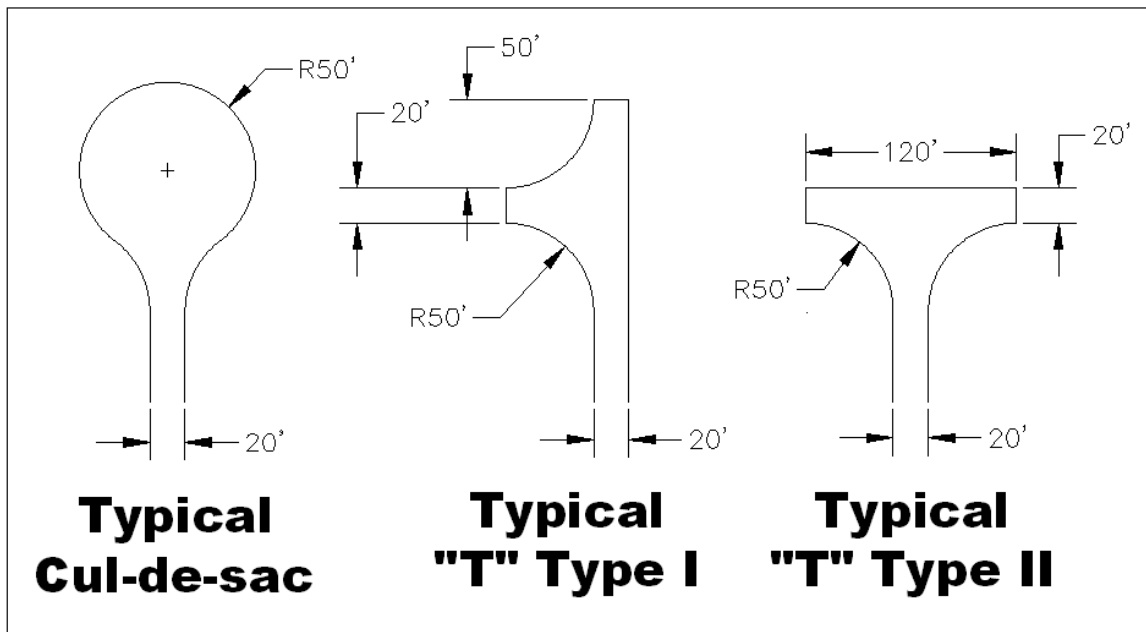 R50'
20'
Typical
Cul-de-sac
50'
20'
R50'
20'
Typical
"T" Type I
120'
20'
R50'
20'
Typical
"T" Type II